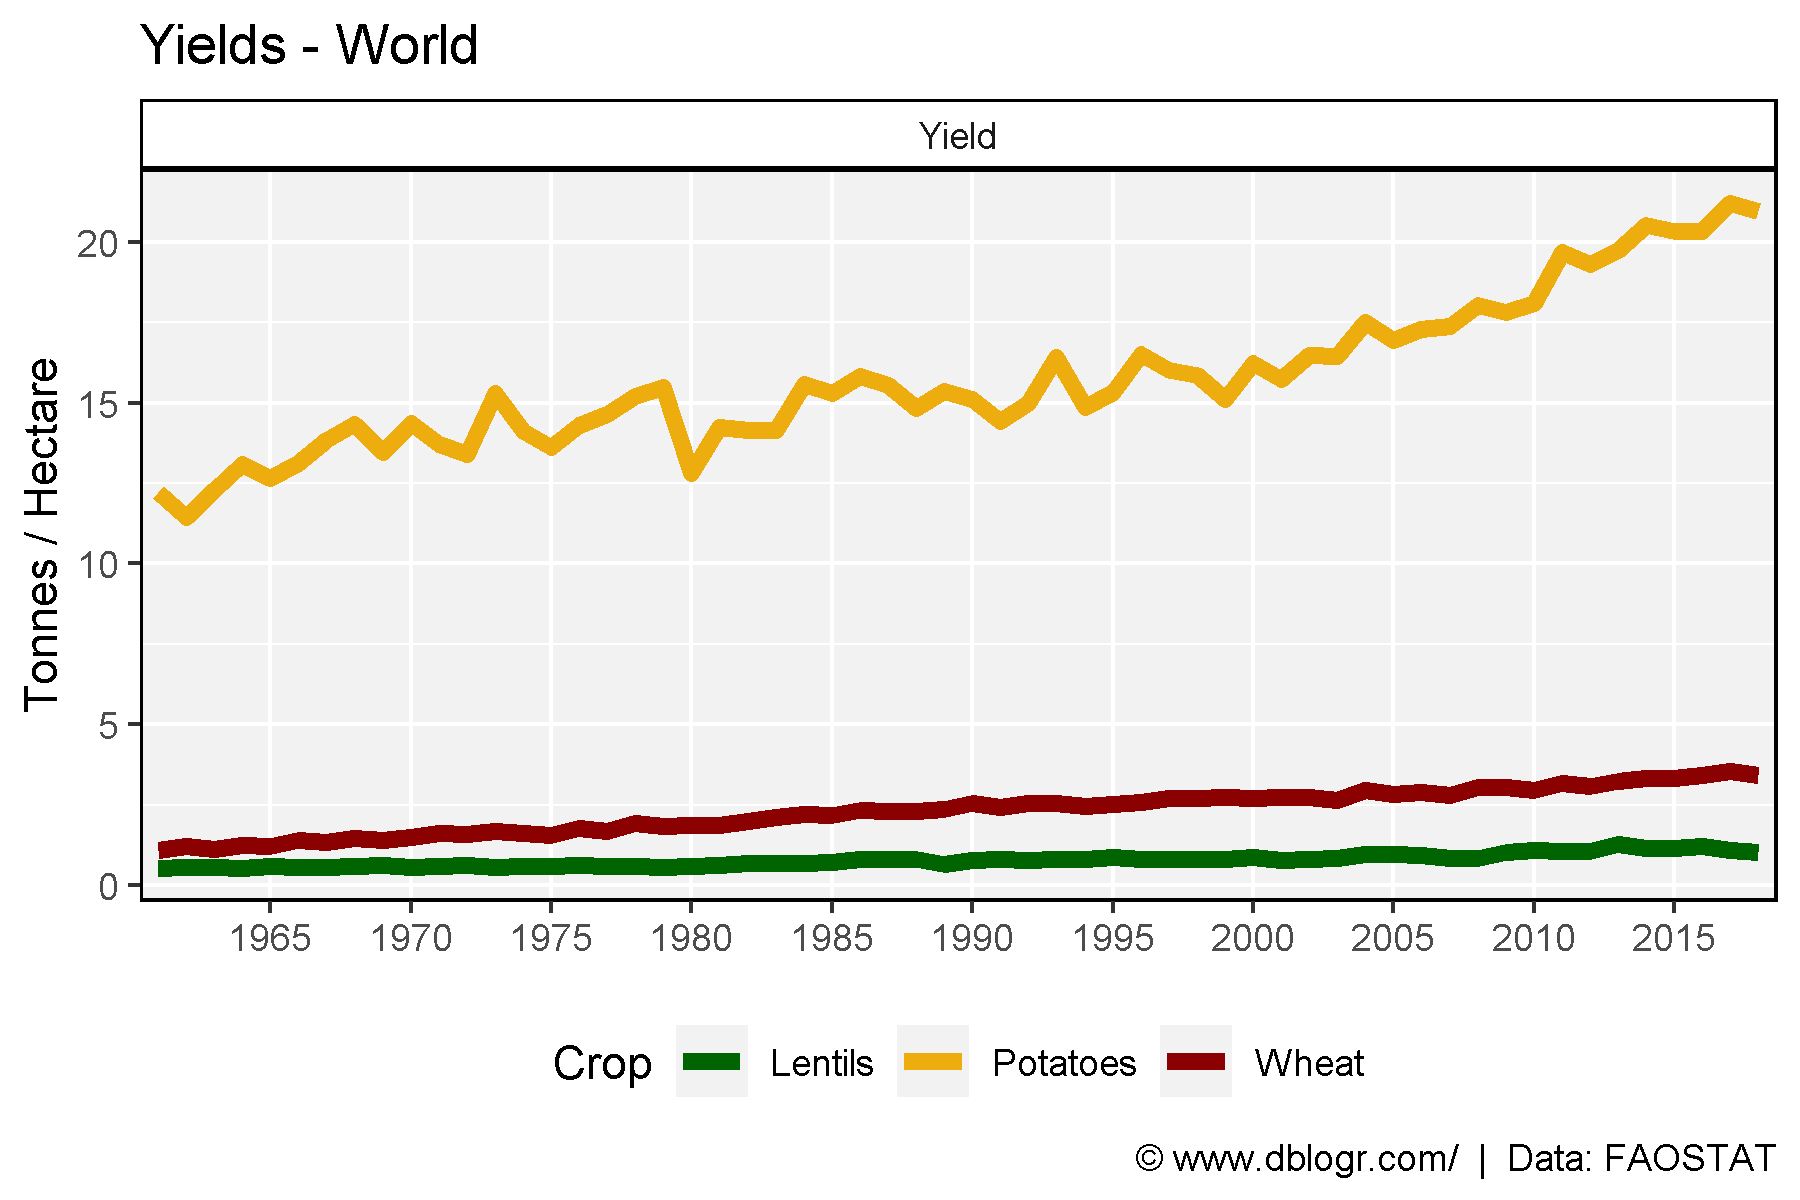 Yields - World
Yield
Tonnes / Hectare
20
15
10
5
0
1965 1970 1975 1980 1985 1990 1995 2000 2005 2010 2015
Crop Lentils Potatoes Wheat
© www.dblogr.com/ | Data: FAOSTAT